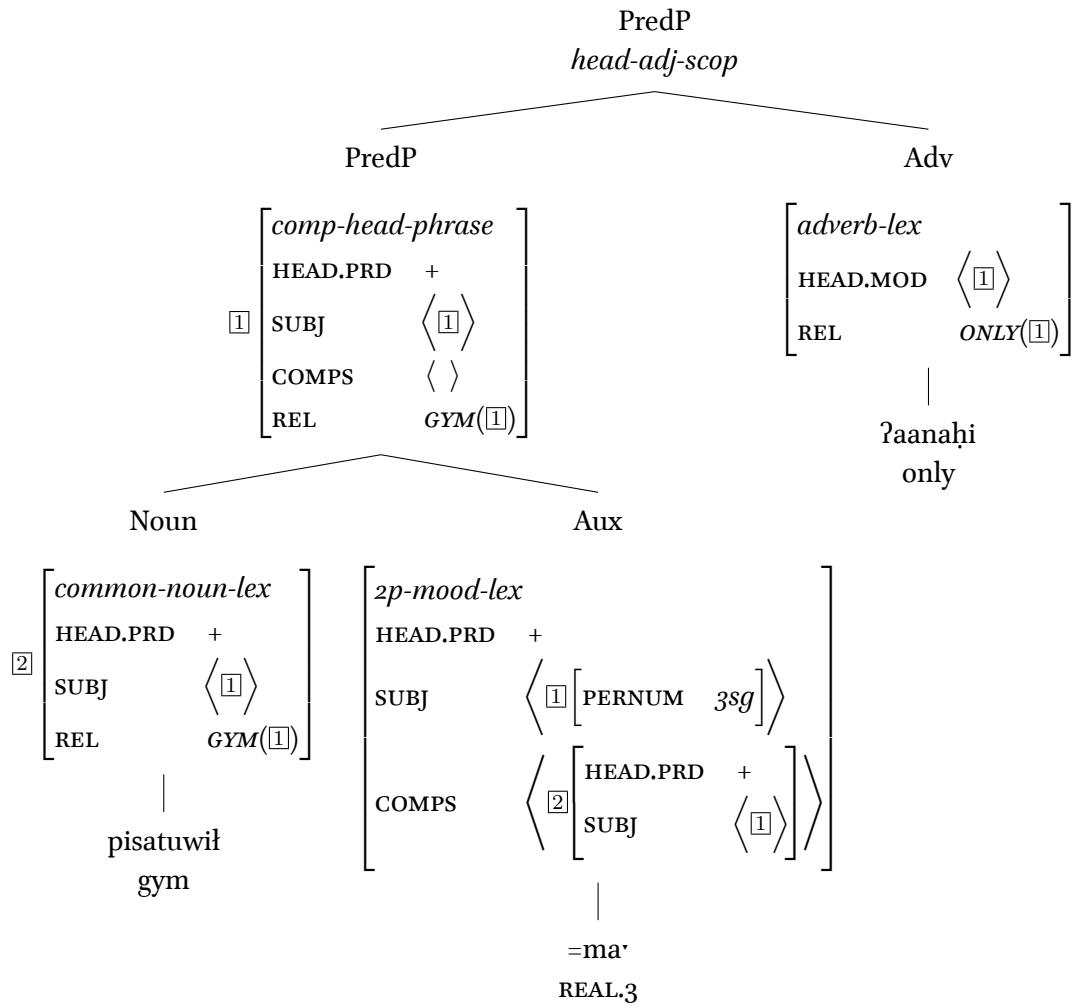 PredP
head-adj-scop
PredP Adv
comp-head-phrase
HEAD.PRD +
1 SUBJ ⟨ 1 ⟩
COMPS ⟨ ⟩
REL GYM(1)
adverb-lex
HEAD.MOD ⟨ 1 ⟩
REL ONLY(1)
ʔaanaḥi
only
Noun Aux
common-noun-lex
HEAD.PRD +
2 SUBJ ⟨ 1 ⟩
REL GYM(1)
pisatuwił
gym
2p-mood-lex
HEAD.PRD +
SUBJ ⟨ 1 [PERNUM 3sg] ⟩
HEAD.PRD +
COMPS ⟨ 2 [SUBJ ⟨ 1 ⟩] ⟩
=maˑ
REAL.3